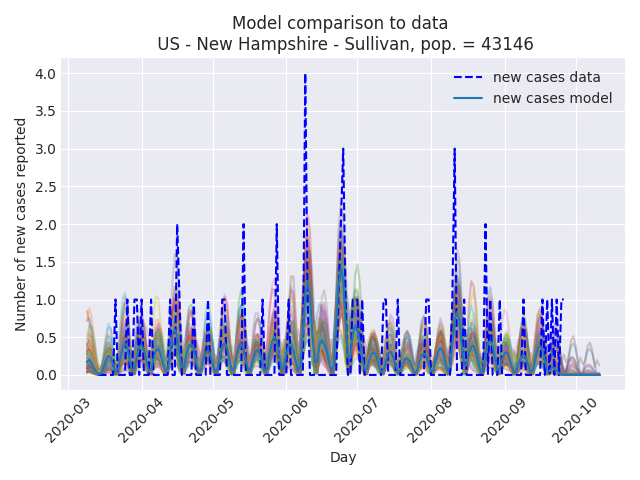 Model comparison to data
US - New Hampshire - Sullivan, pop. = 43146
new cases data
new cases model
Number of new cases reported
4.0
3.5
3.0
2.5
2.0
1.5
1.0
0.5
0.0
2020-03
2020-04
2020-05
2020-06
2020-07
2020-08
2020-09
2020-10
Day